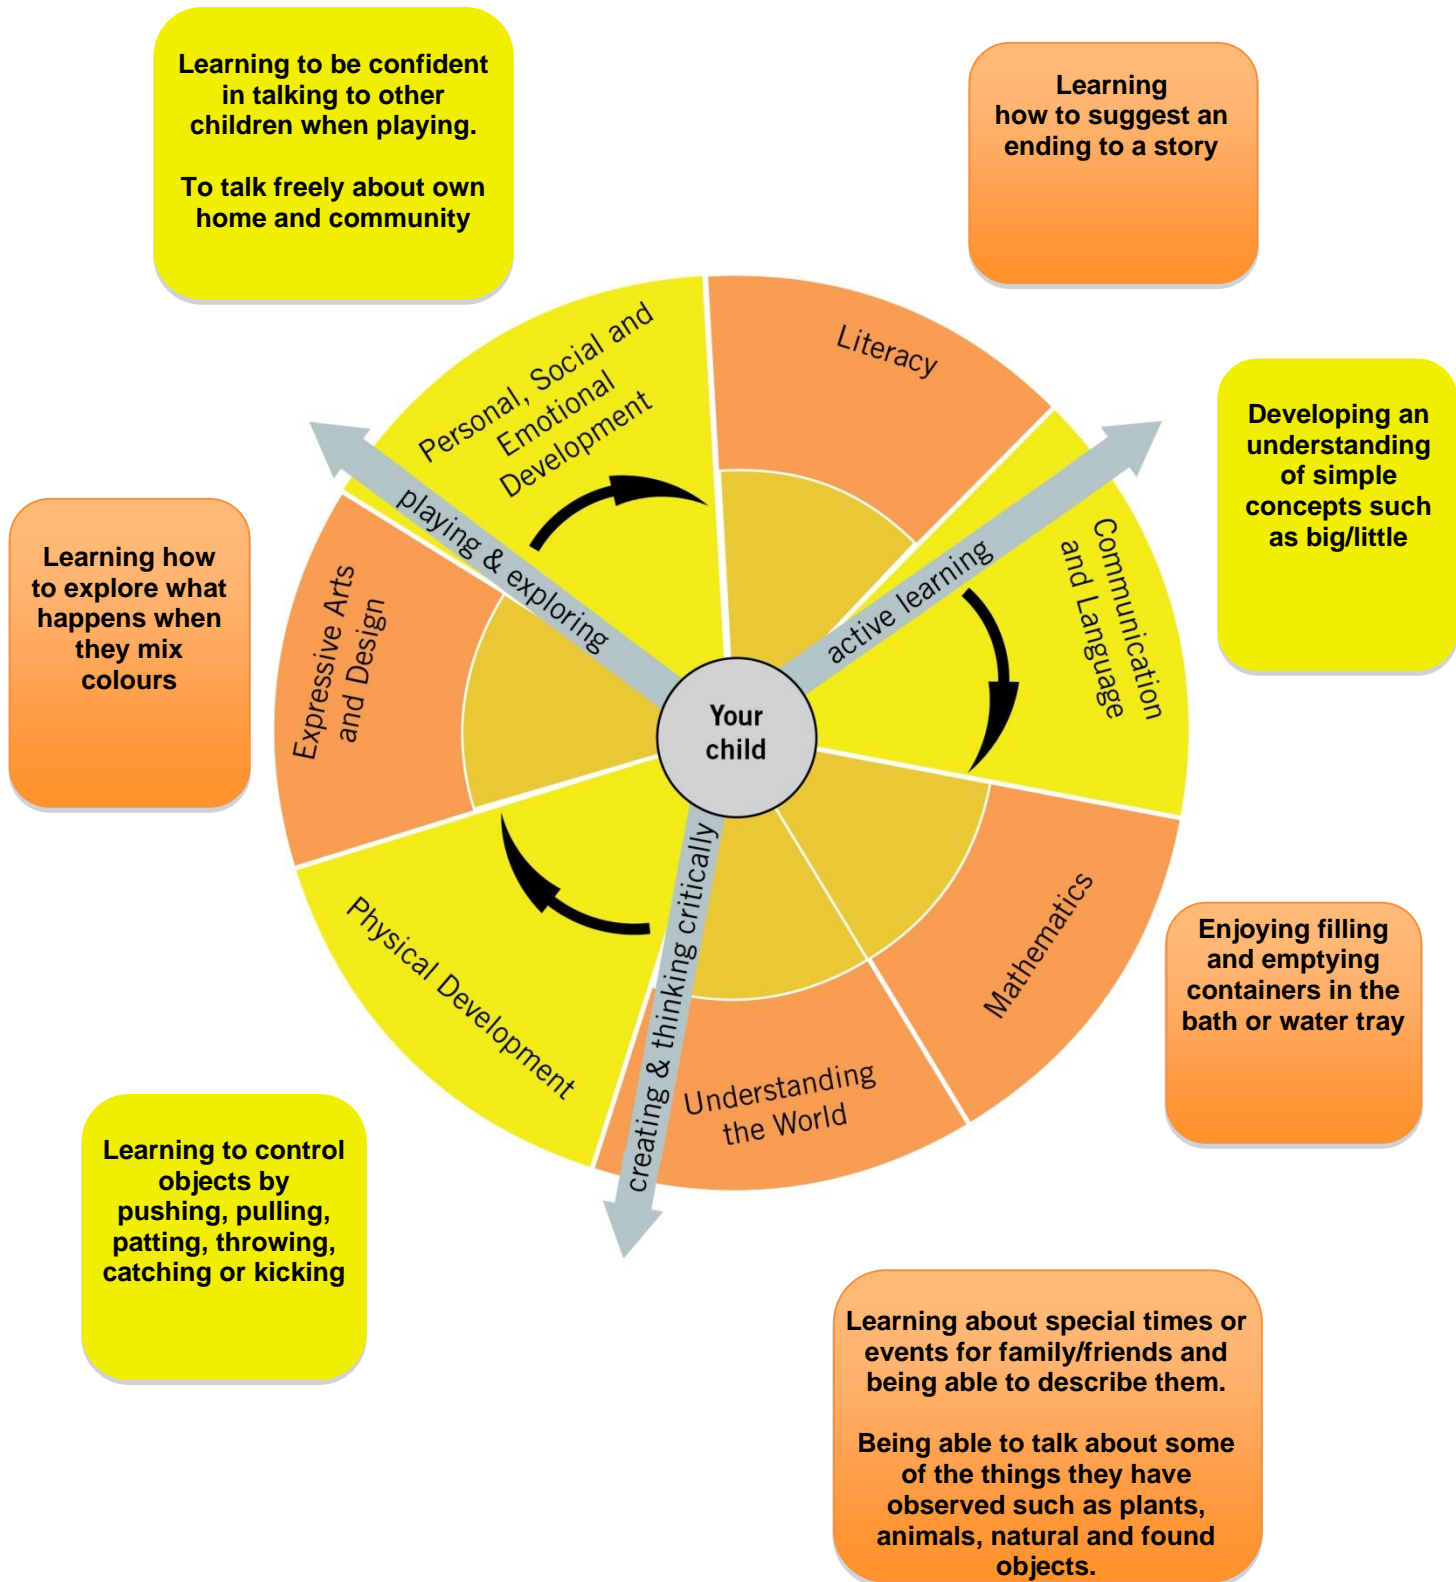 Learning to be confident
in talking to other
children when playing.
To talk freely about own
home and community
Learning
how to suggest an
ending to a story
Personal, Social and
Emotional
Development
Literacy
Developing an
understanding
of simple
concepts such
as big/little
playing & exploring
active learning
Communication
and Language
Learning how
to explore what
happens when
they mix
colours
Expressive Arts
and Design
Your
child
creating & thinking critically
Physical Development
Mathematics
Enjoying filling
and emptying
containers in the
bath or water tray
Understanding
the World
Learning to control
objects by
pushing, pulling,
patting, throwing,
catching or kicking
Learning about special times or
events for family/friends and
being able to describe them.
Being able to talk about some
of the things they have
observed such as plants,
animals, natural and found
objects.